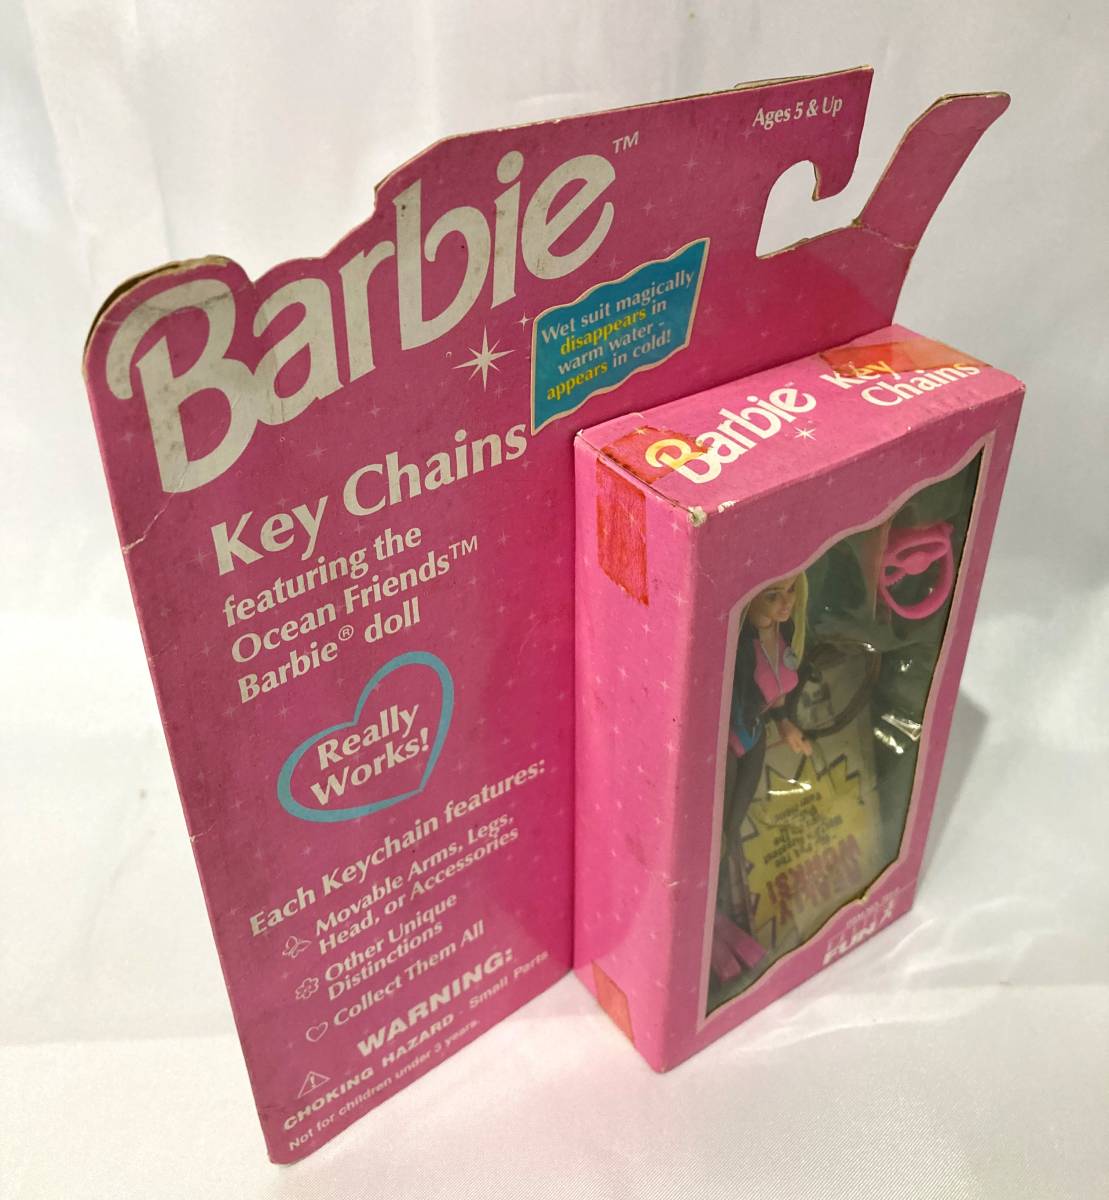 Ages 5 & Up
Barbie™
Wet suit magically
disappears in
warm water -
appears in cold!
Key Chains
featuring the
Ocean Friends™
Barbie® doll
Really
Works!
Each Keychain features:
Movable Arms, Legs,
Head, or Accessories
Other Unique
Distinctions
Collect Them All
WARNING:
CHOKING HAZARD - Small Parts
Not for children under 3 years.
Barbie™
Key
Chains
REALLY
WORKS!
FUN